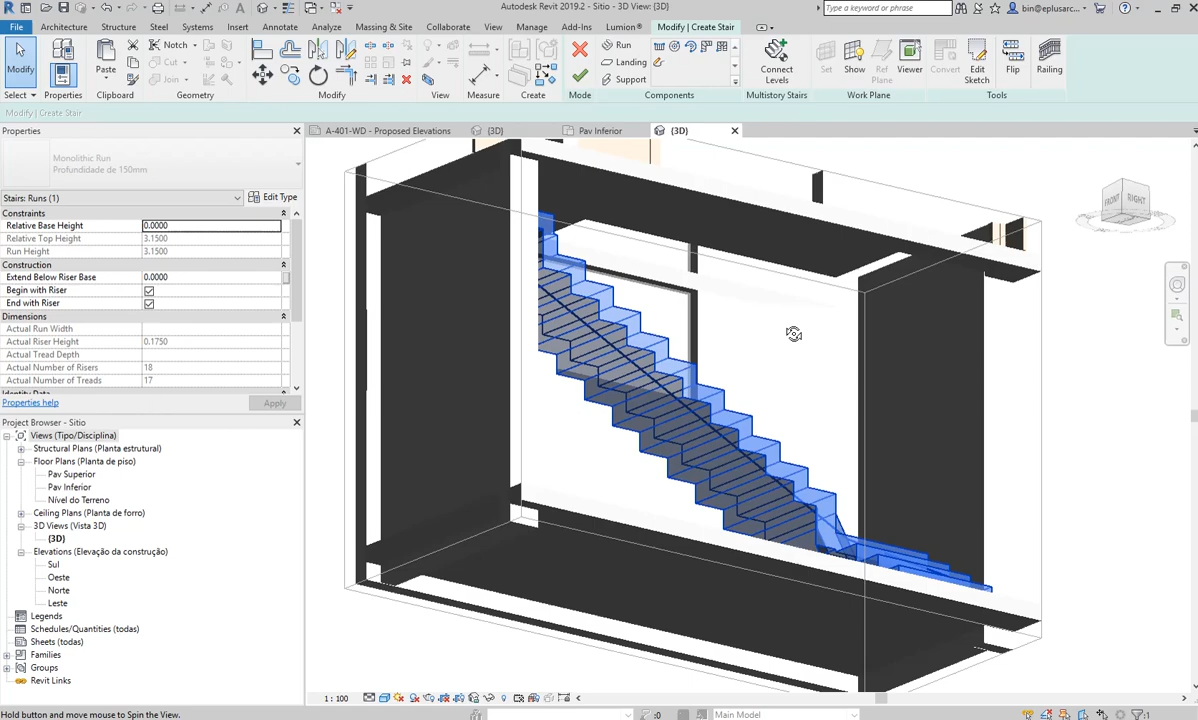 Autodesk Revit 2019.2 - Sitio - 3D View: {3D}
Type a keyword or phrase
bin@eplusarc...
File
Architecture
Structure
Steel
Systems
Insert
Annotate
Analyze
Massing & Site
Collaborate
View
Manage
Add-Ins
Lumion®
Modify | Create Stair
Modify
Paste
Notch
Cut
Join
Run
Landing
Support
Connect
Levels
Set
Show
Ref
Plane
Viewer
Convert
Edit
Sketch
Flip
Railing
Select
Properties
Clipboard
Geometry
Modify
View
Measure
Create
Mode
Components
Multistory Stairs
Work Plane
Tools
Modify | Create Stair
Properties
A-401-WD - Proposed Elevations
{3D}
Pav Inferior
{3D}
Monolithic Run
Profundidade de 150mm
Stairs: Runs (1)
Edit Type
Constraints
Relative Base Height 0.0000
Relative Top Height 3.1500
Run Height 3.1500
Construction
Extend Below Riser Base 0.0000
Begin with Riser
End with Riser
Dimensions
Actual Run Width
Actual Riser Height 0.1750
Actual Tread Depth
Actual Number of Risers 18
Actual Number of Treads 17
Identity Data
Properties help
Apply
Project Browser - Sitio
Views (Tipo/Disciplina)
Structural Plans (Planta estrutural)
Floor Plans (Planta de piso)
Pav Superior
Pav Inferior
Nível do Terreno
Ceiling Plans (Planta de forro)
3D Views (Vista 3D)
{3D}
Elevations (Elevação da construção)
Sul
Oeste
Norte
Leste
Legends
Schedules/Quantities (todas)
Sheets (todas)
Families
Groups
Revit Links
FRONT
RIGHT
1 : 100
Hold button and move mouse to Spin the View.
:0
Main Model
:1